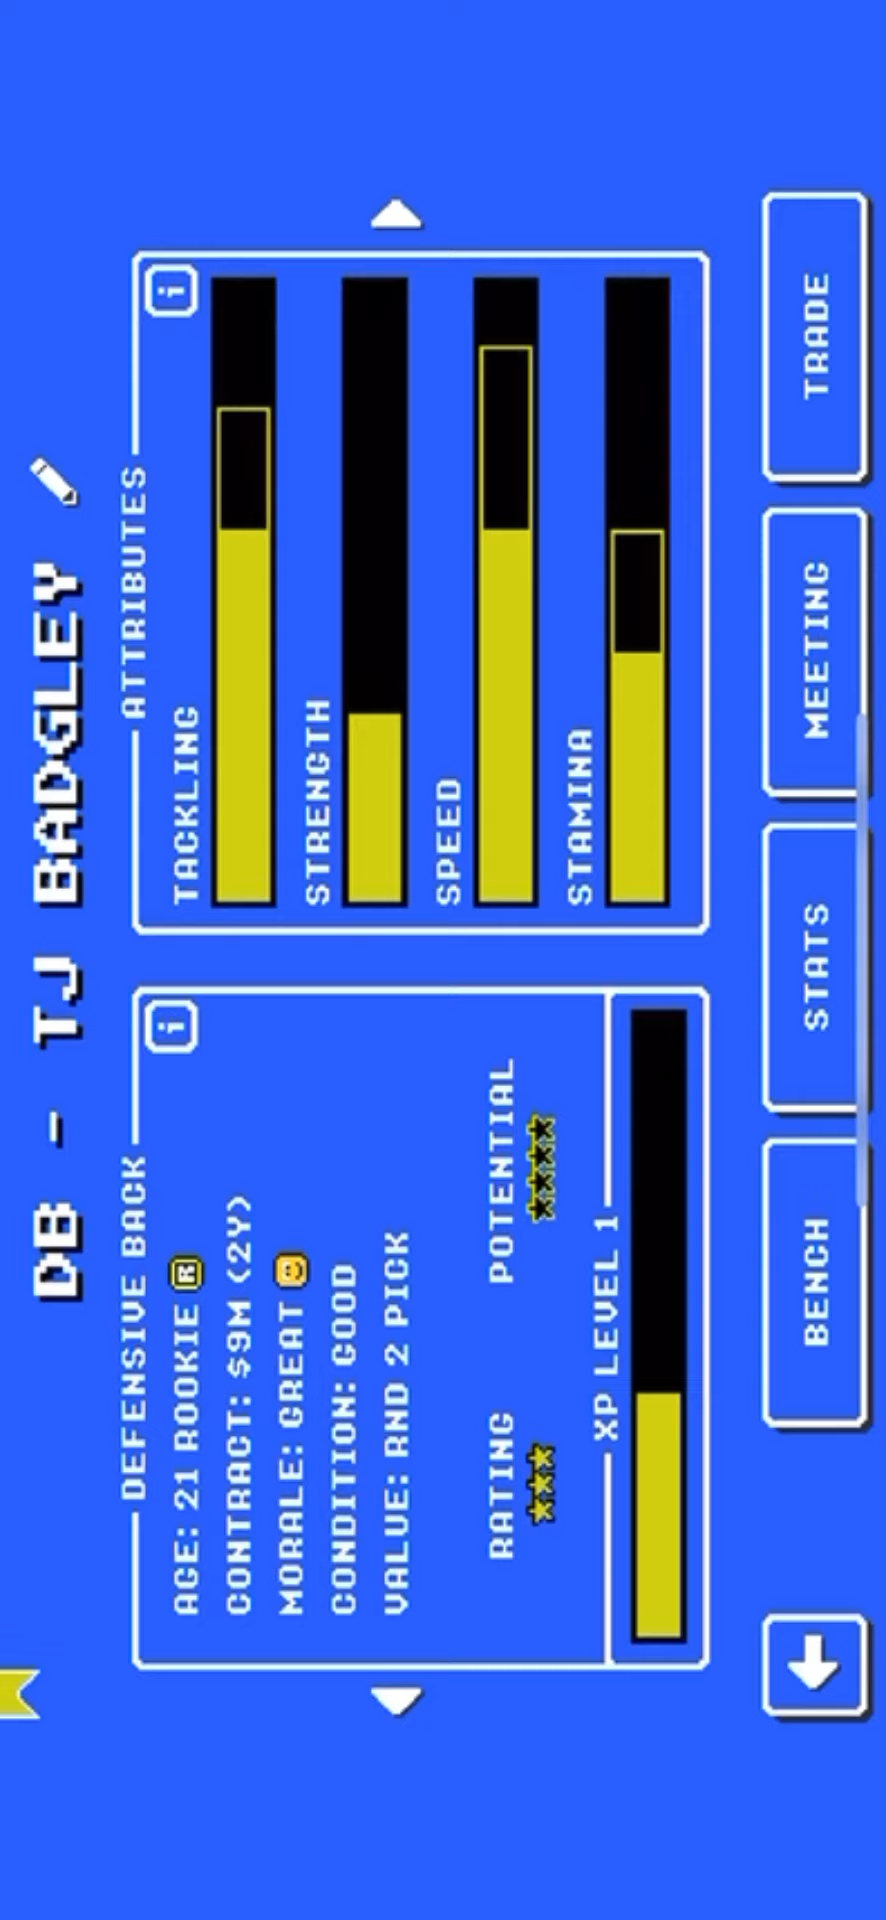 DB - TJ BADGLEY
DEFENSIVE BACK
AGE: 21 ROOKIE R
CONTRACT: $9M (2Y)
MORALE: GREAT
CONDITION: GOOD
VALUE: RND 2 PICK
RATING
POTENTIAL
XP LEVEL 1
ATTRIBUTES
TACKLING
STRENGTH
SPEED
STAMINA
BENCH
STATS
MEETING
TRADE